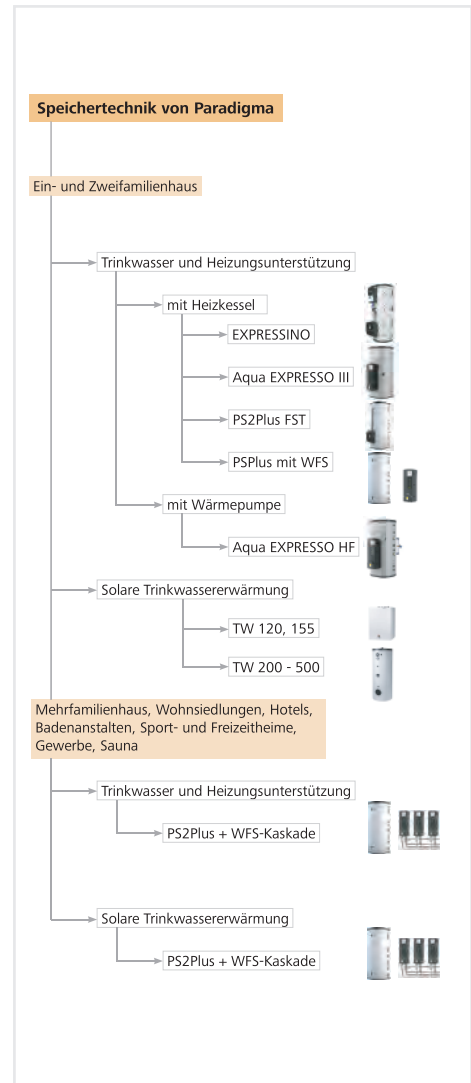 Speichertechnik von Paradigma
Ein- und Zweifamilienhaus
Trinkwasser und Heizungsunterstützung
mit Heizkessel
EXPRESSINO
Aqua EXPRESSO III
PS2Plus FST
PSPlus mit WFS
mit Wärmepumpe
Aqua EXPRESSO HF
Solare Trinkwassererwärmung
TW 120, 155
TW 200 - 500
Mehrfamilienhaus, Wohnsiedlungen, Hotels,
Badenanstalten, Sport- und Freizeitheime,
Gewerbe, Sauna
Trinkwasser und Heizungsunterstützung
PS2Plus + WFS-Kaskade
Solare Trinkwassererwärmung
PS2Plus + WFS-Kaskade